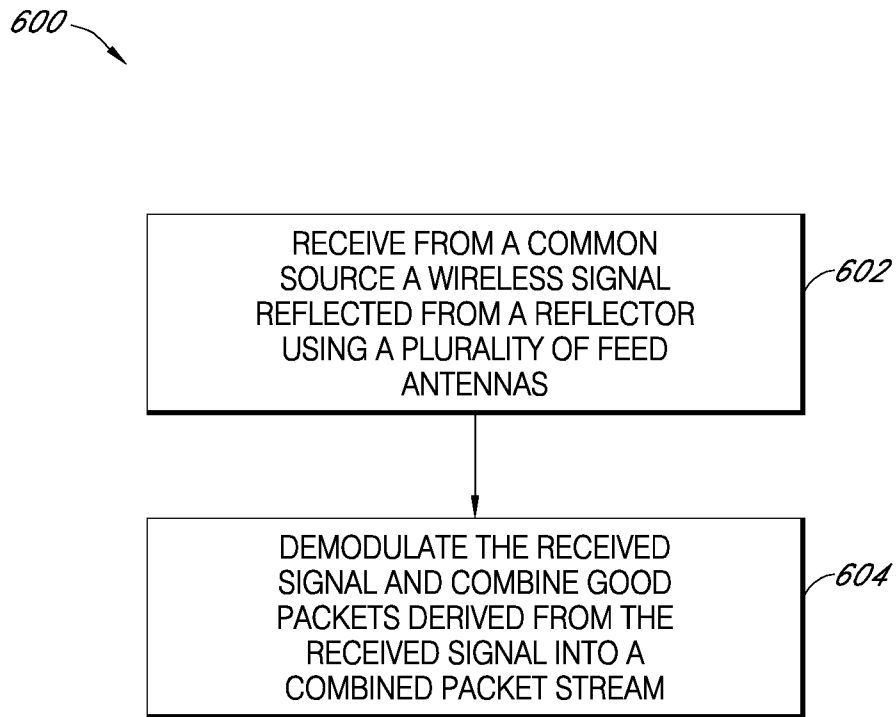 600
RECEIVE FROM A COMMON
SOURCE A WIRELESS SIGNAL
REFLECTED FROM A REFLECTOR
USING A PLURALITY OF FEED
ANTENNAS
602
DEMODULATE THE RECEIVED
SIGNAL AND COMBINE GOOD
PACKETS DERIVED FROM THE
RECEIVED SIGNAL INTO A
COMBINED PACKET STREAM
604